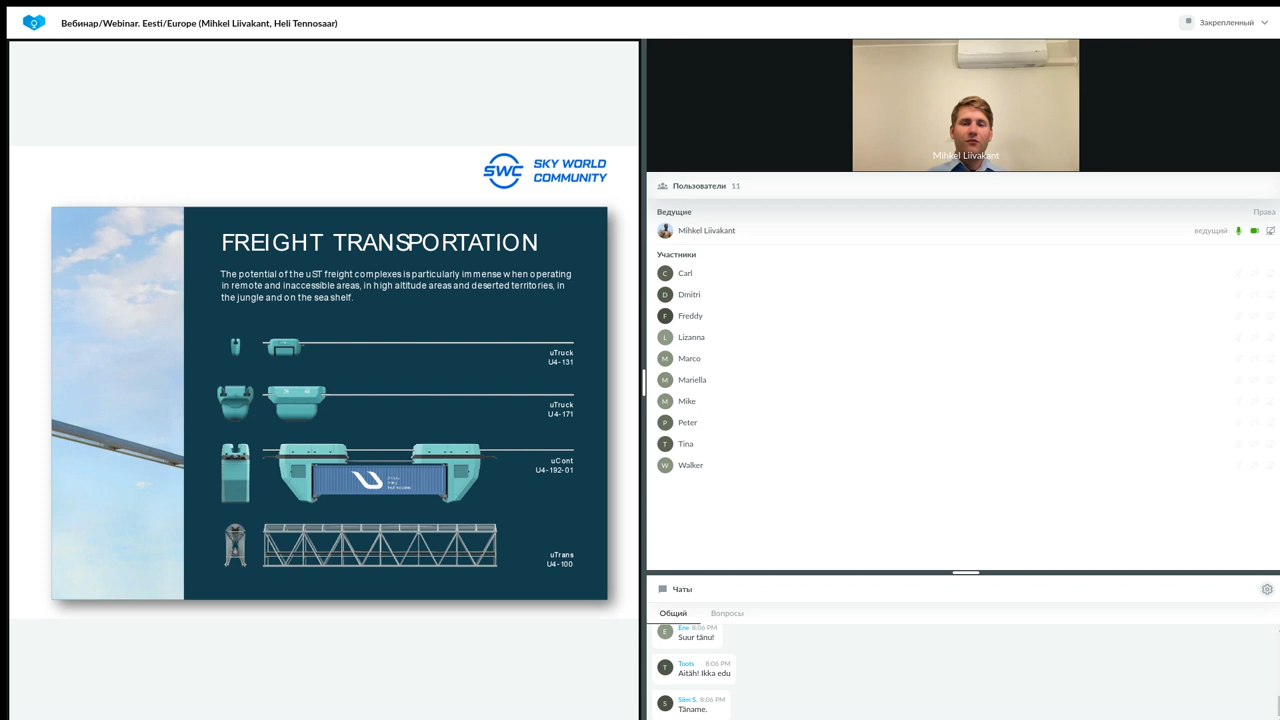 Вебинар/Webinar. Eesti/Europe (Mihkel Liivakant, Heli Tennosaar)
Закрепленный
SWC
SKY WORLD
COMMUNITY
FREIGHT TRANSPORTATION
The potential of the uST freight complexes is particularly immense when operating
in remote and inaccessible areas, in high altitude areas and deserted territories, in
the jungle and on the sea shelf.
uTruck
U4-131
uTruck
U4-171
uCont
U4-192-01
uTrans
U4-100
Mihkel Liivakant
Пользователи 11
Ведущие
Права
Mihkel Liivakant
ведущий
Участники
C Carl
D Dmitri
F Freddy
L Lizanna
M Marco
M Mariella
M Mike
P Peter
T Tina
W Walker
Чаты
Общий
Вопросы
E
Ene 8:06 PM
Suur tänu!
T
Toots 8:06 PM
Aitäh! Ikka edu
S
Siim S. 8:06 PM
Täname.